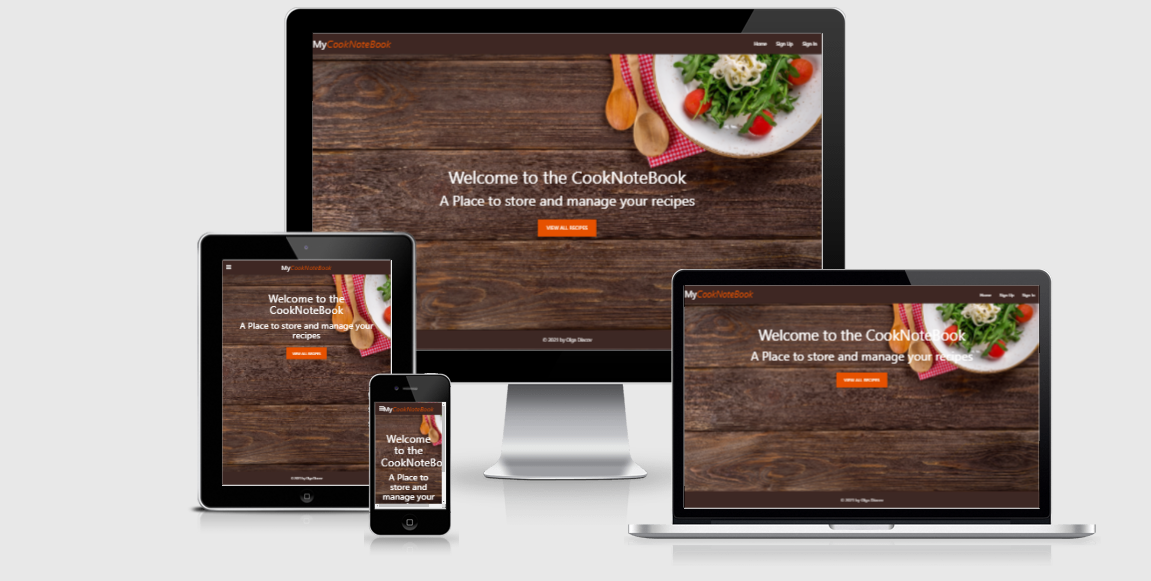 MyCookNoteBook
Home Sign Up Sign In
Welcome to the CookNoteBook
A Place to store and manage your recipes
VIEW ALL RECIPES
MyCookNoteBook
Welcome to the
CookNoteBook
A Place to store and manage your
recipes
VIEW ALL RECIPES
© 2021 by Olga
MyCookNoteBook
Home Sign Up Sign In
Welcome to the CookNoteBook
A Place to store and manage your recipes
VIEW ALL RECIPES
© 2021 by Olga
MyCookNoteBook
Welcome
to the
CookNoteBo
A Place to
store and
manage your
© 2021 by Olga